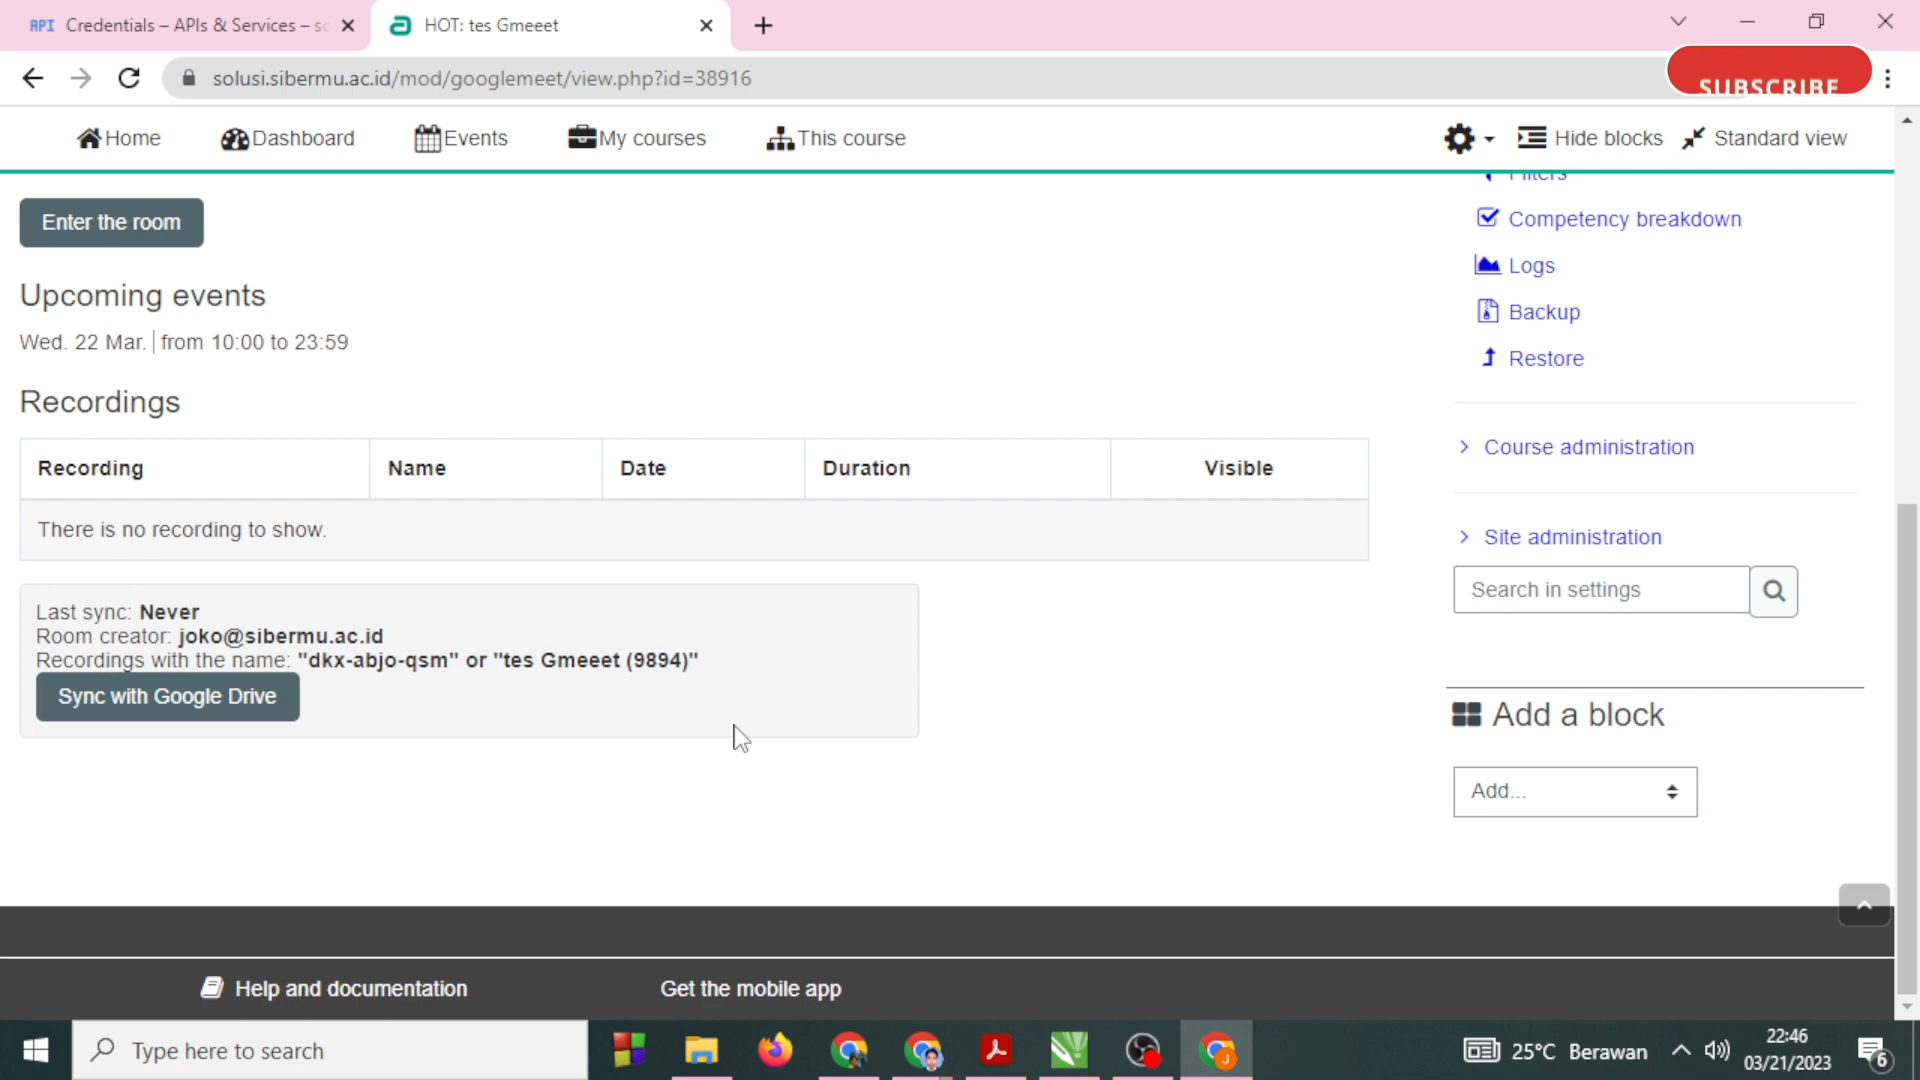 API Credentials – APIs & Services – sc
HOT: tes Gmeeet
solusi.sibermu.ac.id/mod/googlemeet/view.php?id=38916
SUBSCRIBE
Home
Dashboard
Events
My courses
This course
Hide blocks
Standard view
Filters
Enter the room
Competency breakdown
Logs
Upcoming events
Backup
Wed. 22 Mar. from 10:00 to 23:59
Restore
Recordings
Course administration
Recording Name Date Duration Visible
There is no recording to show.
Site administration
Search in settings
Last sync: Never
Room creator: joko@sibermu.ac.id
Recordings with the name: "dkx-abjo-qsm" or "tes Gmeeet (9894)"
Sync with Google Drive
Add a block
Add...
Help and documentation
Get the mobile app
Type here to search
25°C Berawan
22:46
03/21/2023
6
J